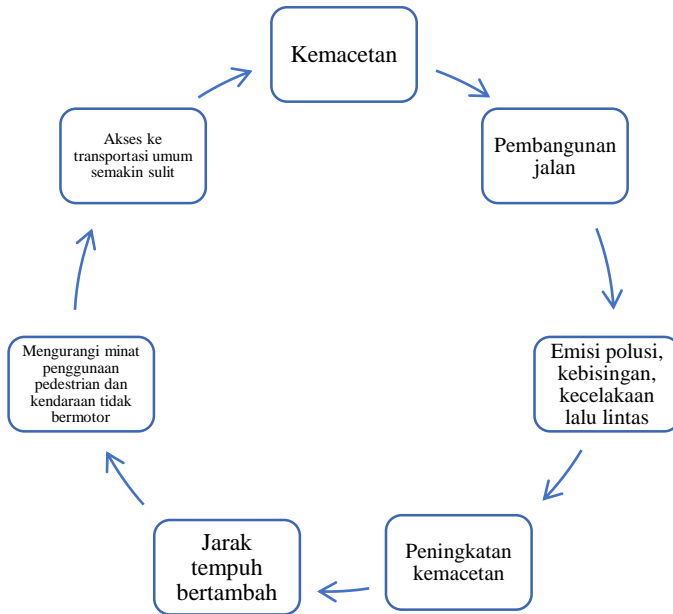 Kemacetan
Pembangunan
jalan
Emisi polusi,
kebisingan,
kecelakaan
lalu lintas
Peningkatan
kemacetan
Jarak
tempuh
bertambah
Mengurangi minat
penggunaan
pedestrian dan
kendaraan tidak
bermotor
Akses ke
transportasi umum
semakin sulit